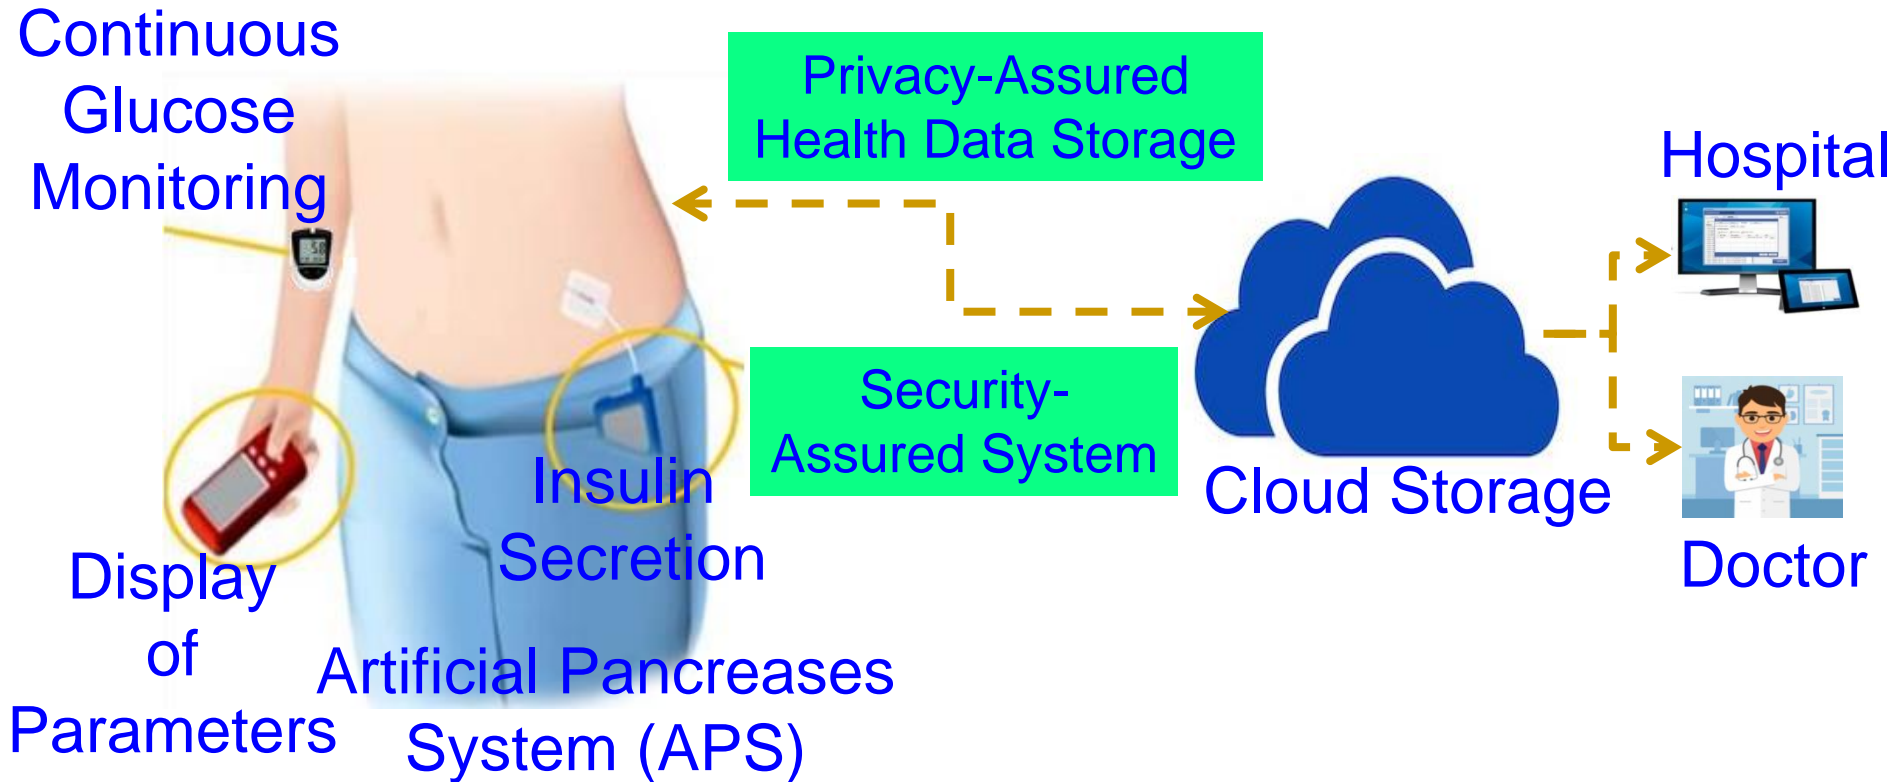 Continuous
Glucose
Monitoring
Privacy-Assured
Health Data Storage
Hospital
Security-
Assured System
Insulin
Secretion
Cloud Storage
Doctor
Display
of
Parameters
Artificial Pancreases
System (APS)